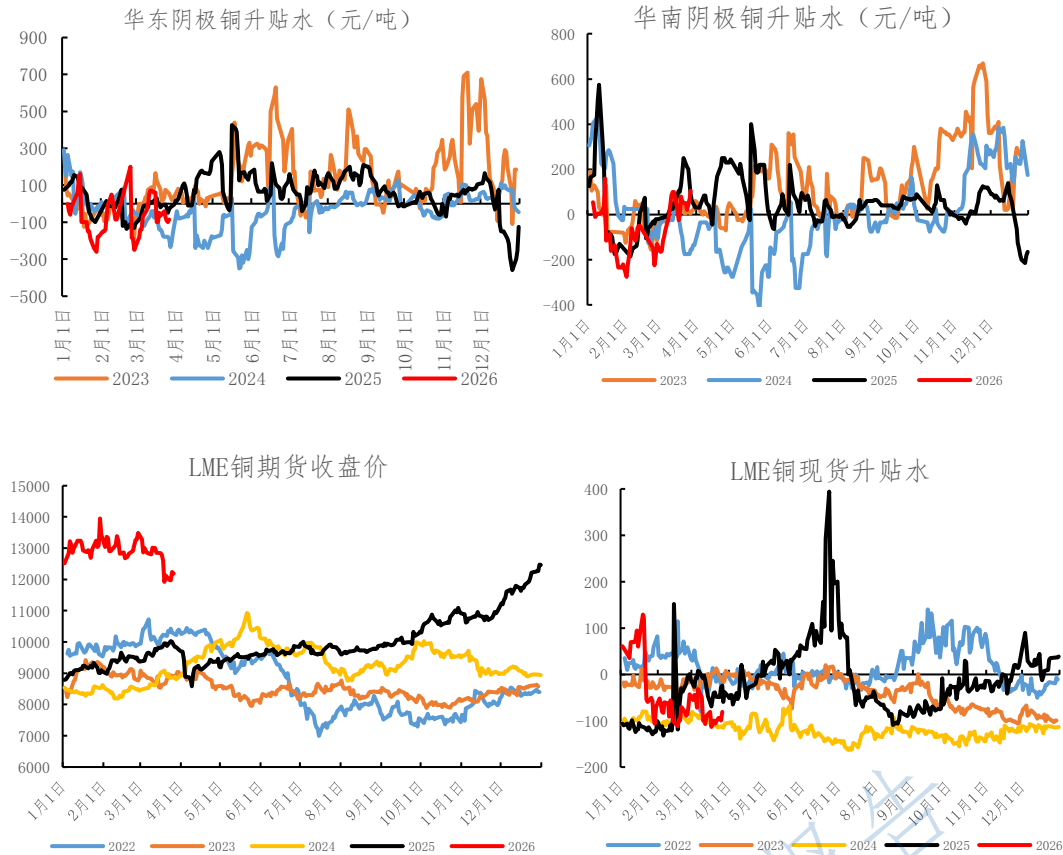 华东阴极铜升贴水（元/吨）
900
700
500
300
100
-100
-300
-500
1月1日
2月1日
3月1日
4月1日
5月1日
6月1日
7月1日
8月1日
9月1日
10月1日
11月1日
12月1日
2023 2024 2025 2026
华南阴极铜升贴水（元/吨）
800
600
400
200
0
-200
-400
1月1日
2月1日
3月1日
4月1日
5月1日
6月1日
7月1日
8月1日
9月1日
10月1日
11月1日
12月1日
2023 2024 2025 2026
LME铜期货收盘价
15000
14000
13000
12000
11000
10000
9000
8000
7000
6000
1月1日
2月1日
3月1日
4月1日
5月1日
6月1日
7月1日
8月1日
9月1日
10月1日
11月1日
12月1日
2022 2023 2024 2025 2026
LME铜现货升贴水
400
300
200
100
0
-100
-200
1月1日
2月1日
3月1日
4月1日
5月1日
6月1日
7月1日
8月1日
9月1日
10月1日
11月1日
12月1日
2022 2023 2024 2025 2026
告